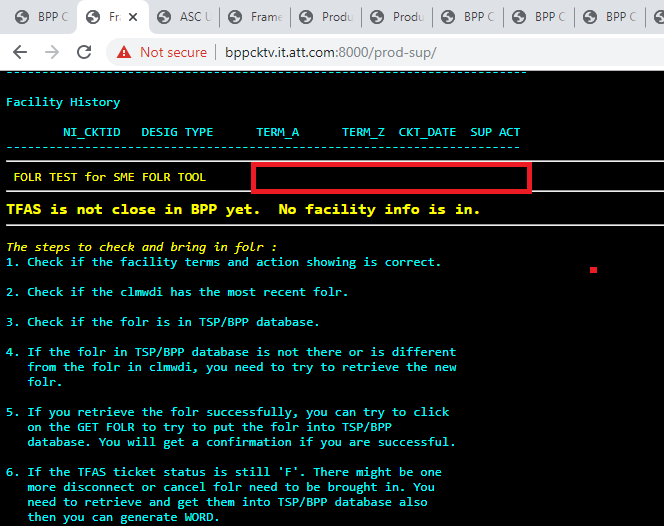 BPP C
Fra
ASC U
Frame
Produ
Produ
BPP C
BPP C
BPP C
Not secure | bppcktv.it.att.com:8000/prod-sup/
--------------------------------------------------------------------
Facility History
NI_CKTID DESIG TYPE TERM_A TERM_Z CKT_DATE SUP ACT
--------------------------------------------------------------------
FOLR TEST for SME FOLR TOOL
TFAS is not close in BPP yet. No facility info is in.
The steps to check and bring in folr :
1. Check if the facility terms and action showing is correct.
2. Check if the clmwdi has the most recent folr.
3. Check if the folr is in TSP/BPP database.
4. If the folr in TSP/BPP database is not there or is different
from the folr in clmwdi, you need to try to retrieve the new
folr.
5. If you retrieve the folr successfully, you can try to click
on the GET FOLR to try to put the folr into TSP/BPP
database. You will get a confirmation if you are successful.
6. If the TFAS ticket status is still 'F'. There might be one
more disconnect or cancel folr need to be brought in. You
need to retrieve and get them into TSP/BPP database also
then you can generate WORD.